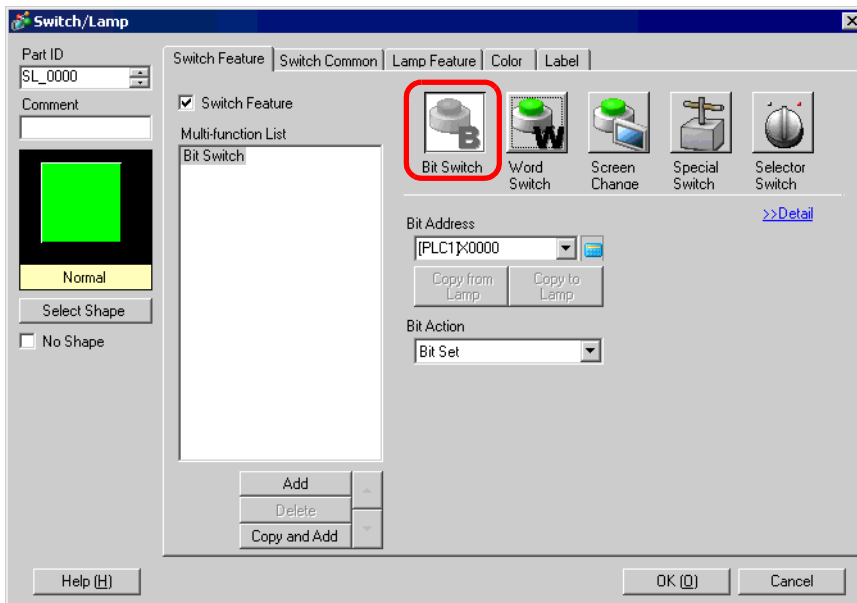 Switch/Lamp
Part ID
SL_0000
Comment
Normal
Select Shape
No Shape
Switch Feature
Switch Common
Lamp Feature
Color
Label
Switch Feature
Multi-function List
Bit Switch
Add
Delete
Copy and Add
B
W
Bit Switch
Word
Switch
Screen
Change
Special
Switch
Selector
Switch
>>Detail
Bit Address
[PLC1]X0000
Copy from
Lamp
Copy to
Lamp
Bit Action
Bit Set
Help (H)
OK (O)
Cancel